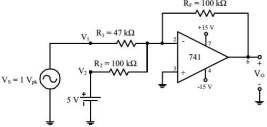 R_F = 100 kΩ
V_1 R_1 = 47 kΩ +15 V
V_2 R_2 = 100 kΩ 2 - 7
741 6
V_S = 1 V_pk 3 + 4 + V_O
5 V -15 V -